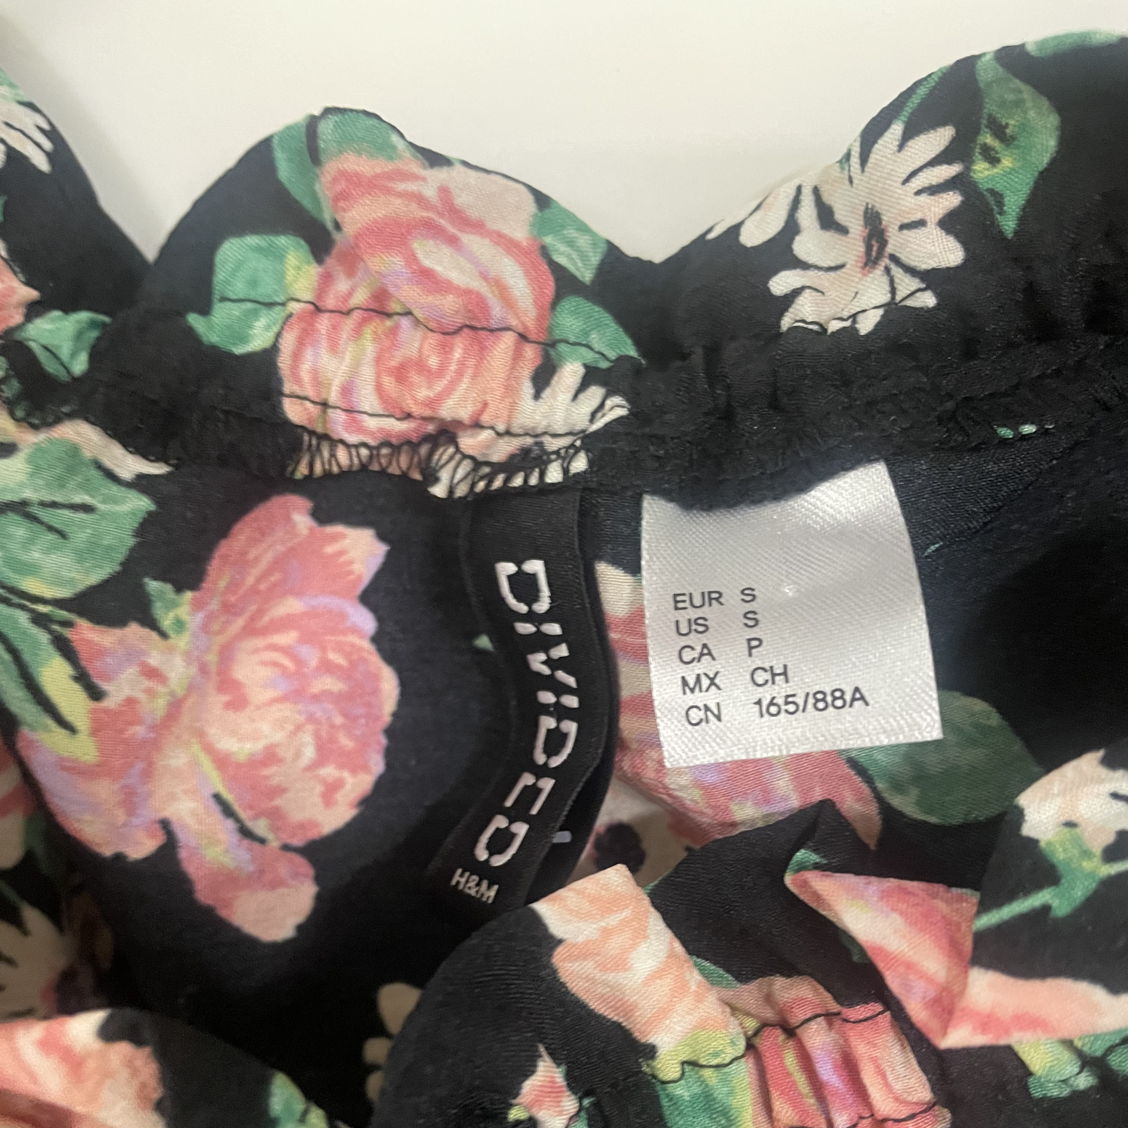 DIVIDED
H&M
EUR S
US S
CA P
MX CH
CN 165/88A